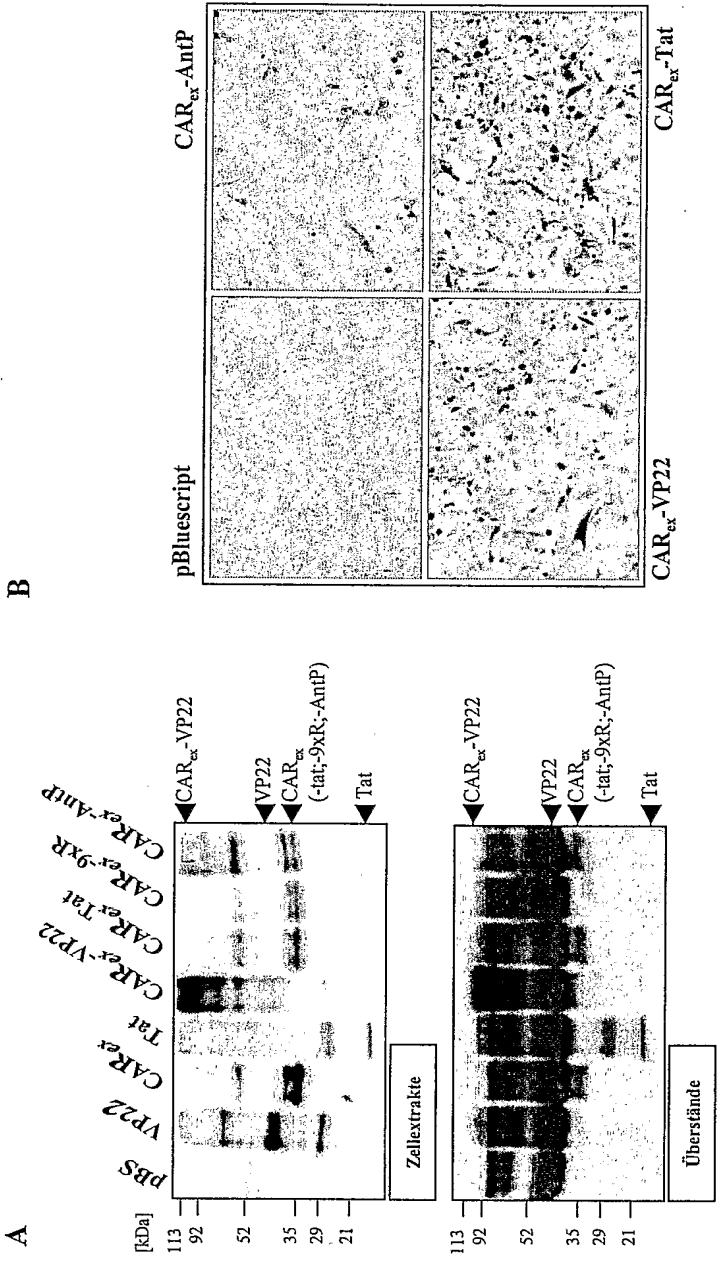 A
pBS
VP22
CARex
Tat
CARex-VP22
CARex-Tat
CARex-9xR
CARex-AntP
[kDa]
113
92
52
35
29
21
CARex-VP22
VP22
CARex
(-tat;-9xR;-AntP)
Tat
Zellextrakte
113
92
52
35
29
21
CARex-VP22
VP22
CARex
(-tat;-9xR;-AntP)
Tat
Überstände
B
pBluescript
CARex-AntP
CARex-VP22
CARex-Tat